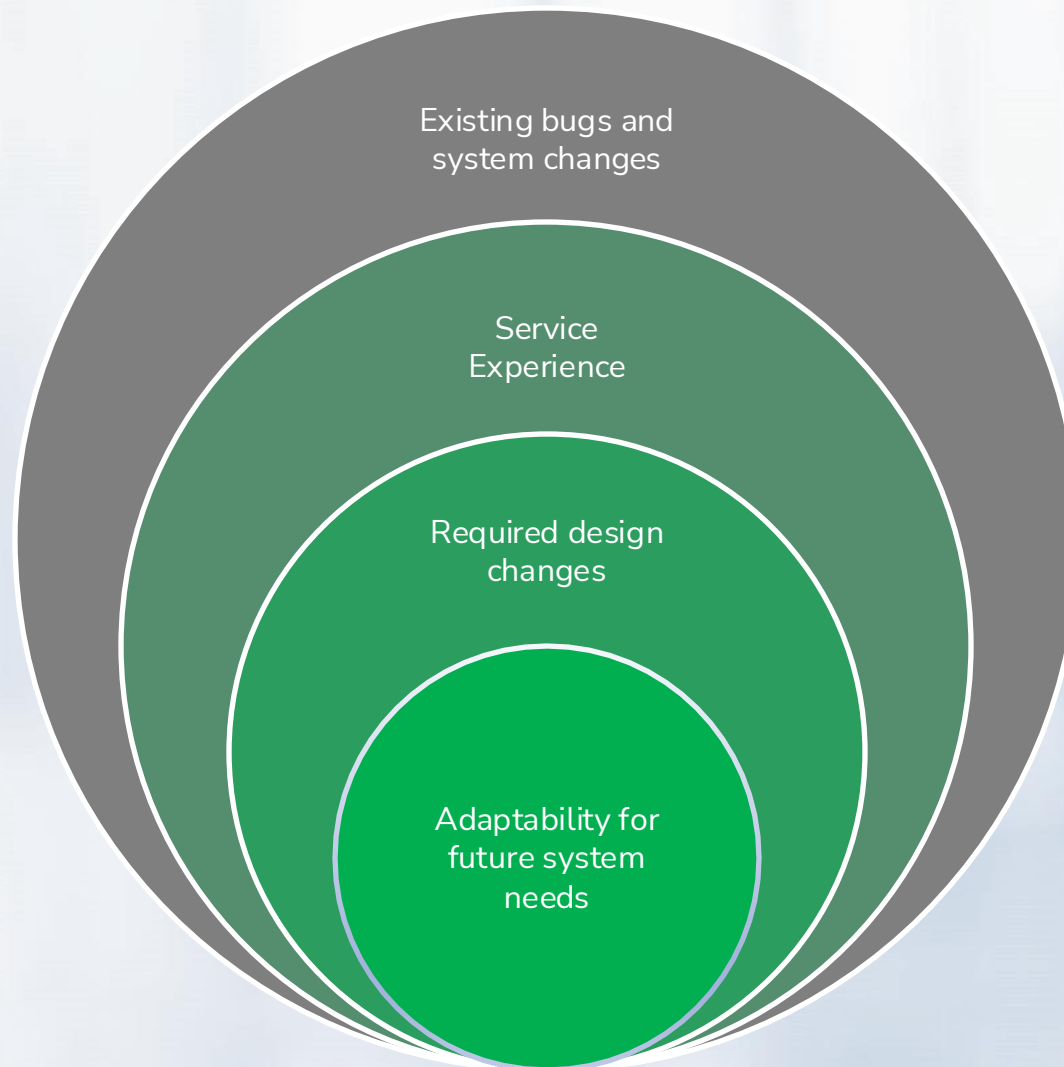 Existing bugs and
system changes
Service
Experience
Required design
changes
Adaptability for
future system
needs